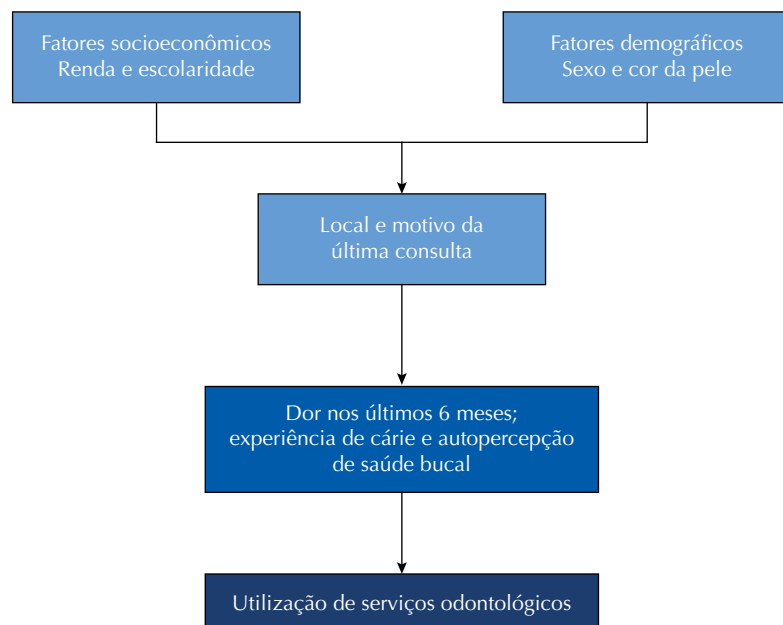 Fatores socioeconômicos
Renda e escolaridade
Fatores demográficos
Sexo e cor da pele
Local e motivo da
última consulta
Dor nos últimos 6 meses;
experiência de cárie e autopercepção
de saúde bucal
Utilização de serviços odontológicos